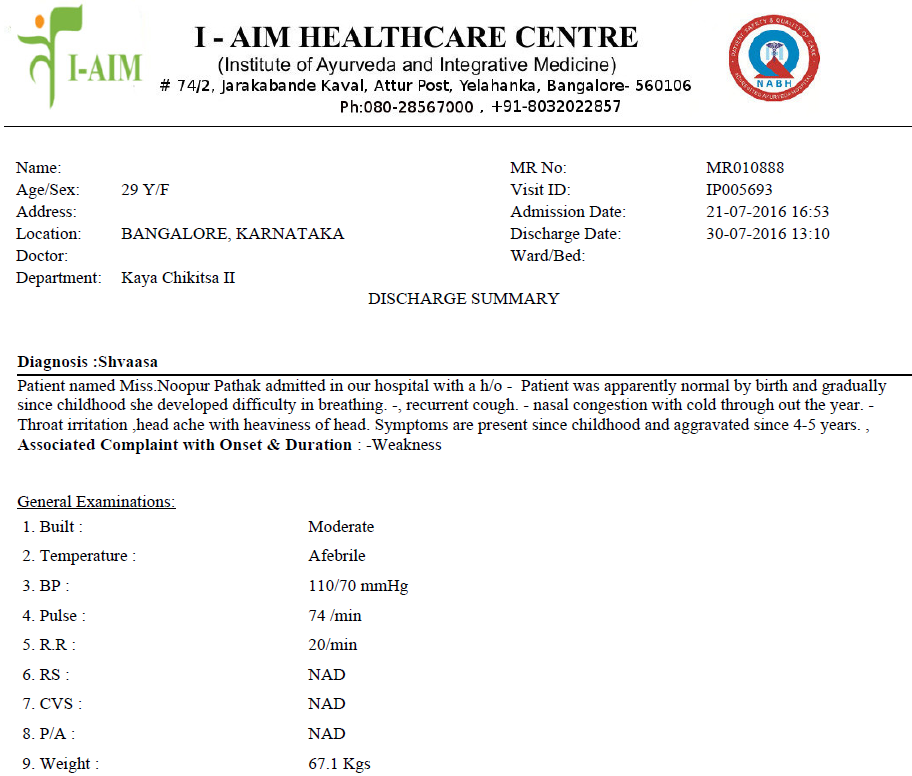 I-AIM
I - AIM HEALTHCARE CENTRE
(Institute of Ayurveda and Integrative Medicine)
# 74/2, Jarakabande Kaval, Attur Post, Yelahanka, Bangalore- 560106
Ph:080-28567000 , +91-8032022857
PATIENT SAFETY & QUALITY OF CARE
NABH
ACCREDITED AYURVEDA HOSPITAL
Name: MR No: MR010888
Age/Sex: 29 Y/F Visit ID: IP005693
Address: Admission Date: 21-07-2016 16:53
Location: BANGALORE, KARNATAKA Discharge Date: 30-07-2016 13:10
Doctor: Ward/Bed:
Department: Kaya Chikitsa II
DISCHARGE SUMMARY
Diagnosis :Shvaasa
Patient named Miss.Noopur Pathak admitted in our hospital with a h/o - Patient was apparently normal by birth and gradually
since childhood she developed difficulty in breathing. -, recurrent cough. - nasal congestion with cold through out the year. -
Throat irritation ,head ache with heaviness of head. Symptoms are present since childhood and aggravated since 4-5 years. ,
Associated Complaint with Onset & Duration : -Weakness
General Examinations:
1. Built : Moderate
2. Temperature : Afebrile
3. BP : 110/70 mmHg
4. Pulse : 74 /min
5. R.R : 20/min
6. RS : NAD
7. CVS : NAD
8. P/A : NAD
9. Weight : 67.1 Kgs